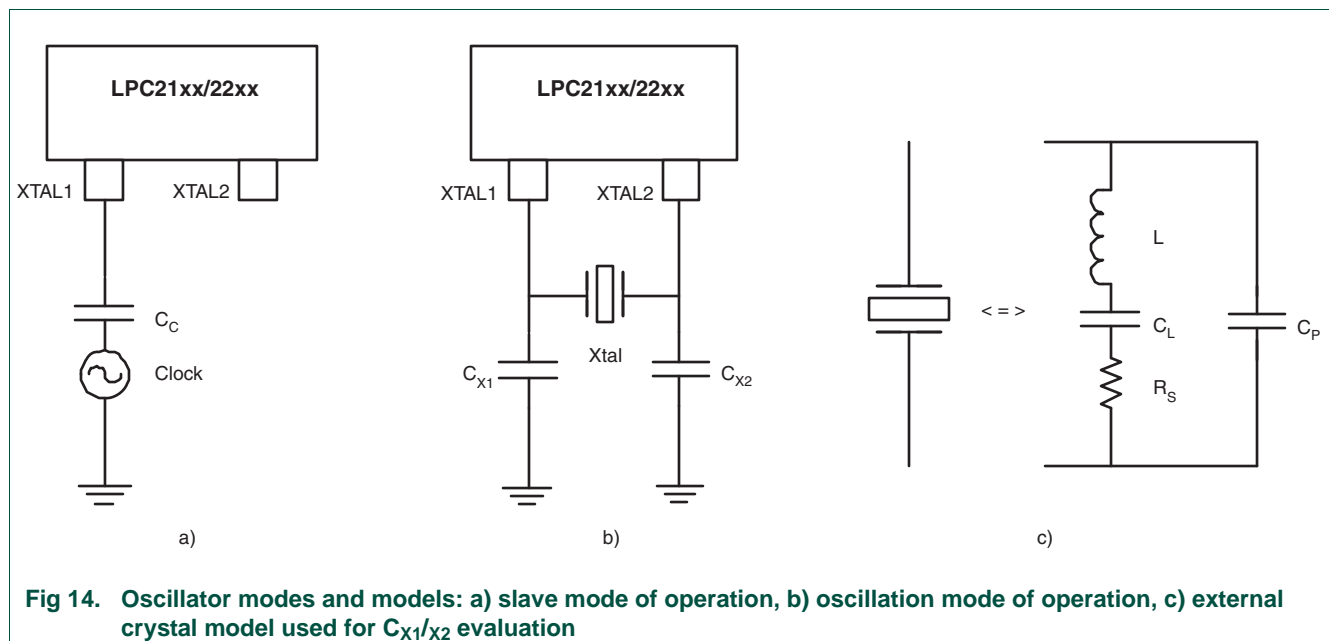 LPC21xx/22xx
XTAL1
XTAL2
C_C
Clock
a)
LPC21xx/22xx
XTAL1
XTAL2
Xtal
C_X1
C_X2
b)
< = >
L
C_L
R_S
C_P
c)
Fig 14. Oscillator modes and models: a) slave mode of operation, b) oscillation mode of operation, c) external
crystal model used for C_X1/X2 evaluation